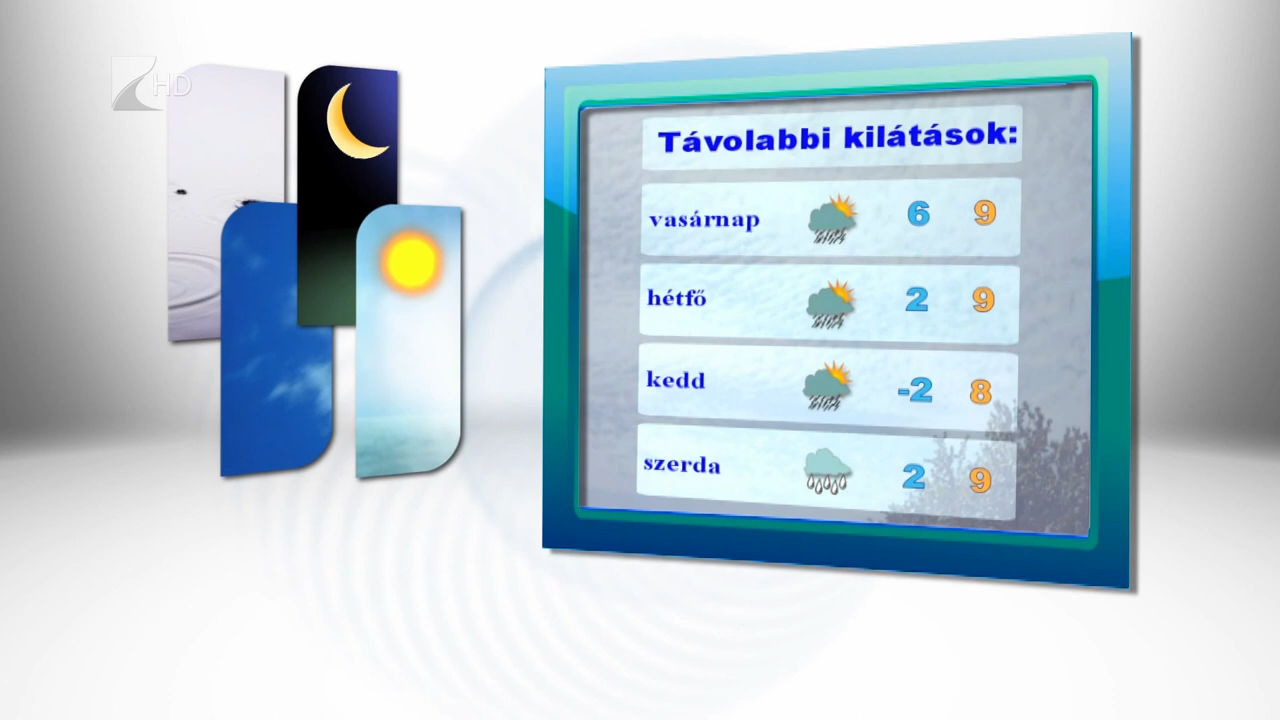 HD
Távolabbi kilátások:
vasárnap 6 9
hétfő 2 9
kedd -2 8
szerda 2 9